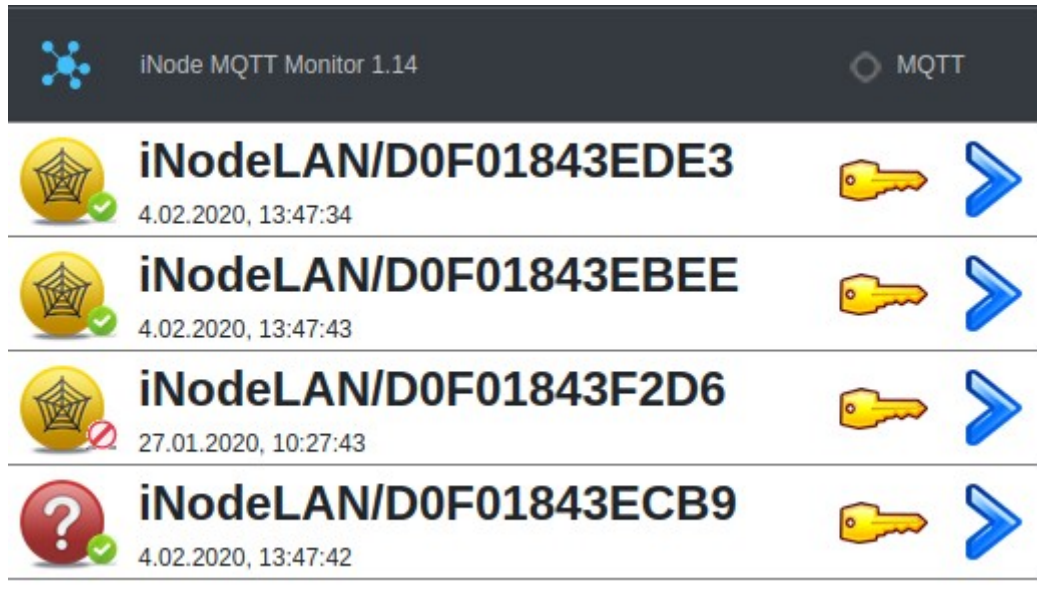 iNode MQTT Monitor 1.14 MQTT
iNodeLAN/D0F01843EDE3
4.02.2020, 13:47:34
iNodeLAN/D0F01843EBEE
4.02.2020, 13:47:43
iNodeLAN/D0F01843F2D6
27.01.2020, 10:27:43
iNodeLAN/D0F01843ECB9
4.02.2020, 13:47:42